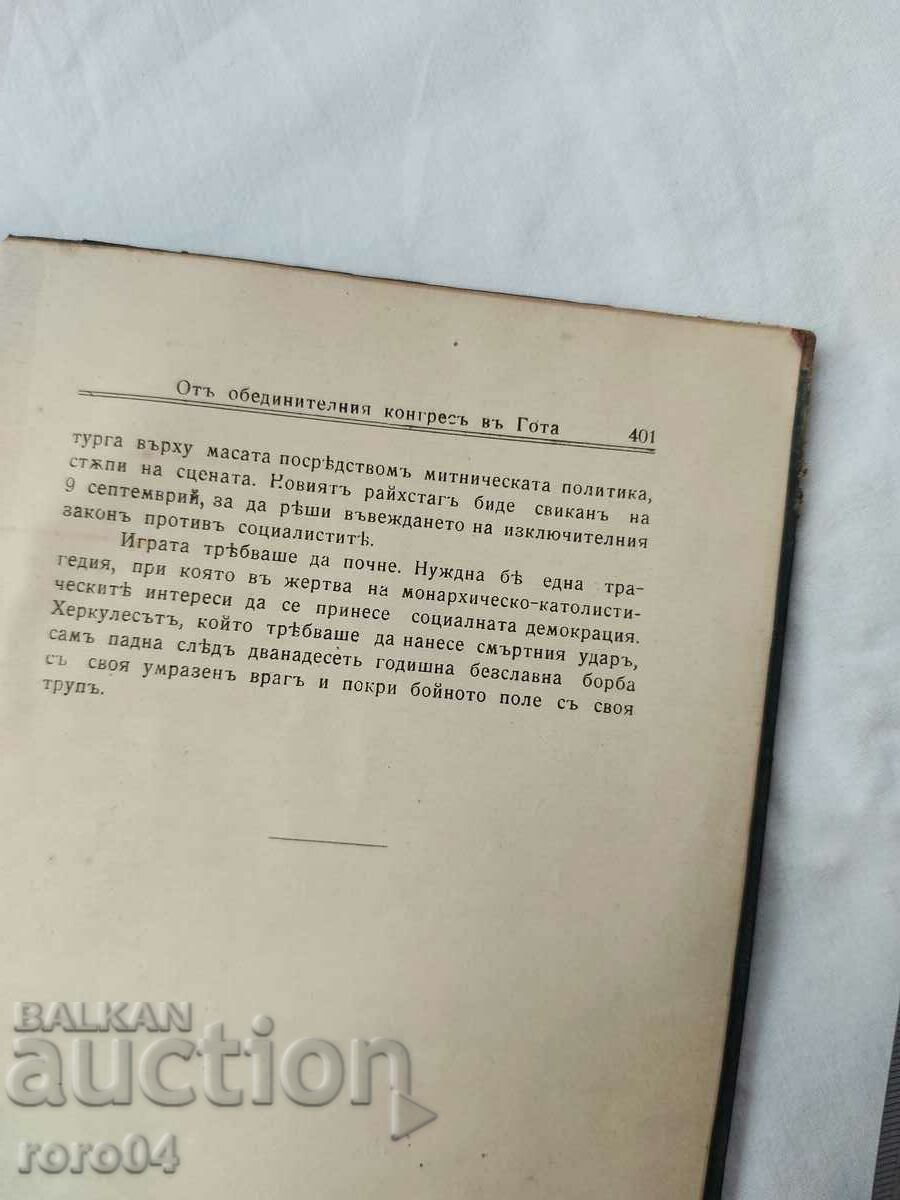 Отъ обединителния конгресъ въ Гота 401
турга върху масата посрѣдствомъ митническата политика,
стѫпи на сцената. Новиятъ райхстагъ биде свиканъ на
9 септемврий, за да рѣши въвеждането на изключителния
законъ противъ социалиститѣ.
Играта трѣбваше да почне. Нуждна бѣ една тра-
гедия, при която въ жертва на монархическо-католисти-
ческитѣ интереси да се принесе социалната демокрация.
Херкулесътъ, който трѣбваше да нанесе смъртния ударъ,
самъ падна слѣдъ дванадесеть годишна безславна борба
съ своя умразенъ врагъ и покри бойното поле съ своя
трупъ.
BALKAN
auction
roro04